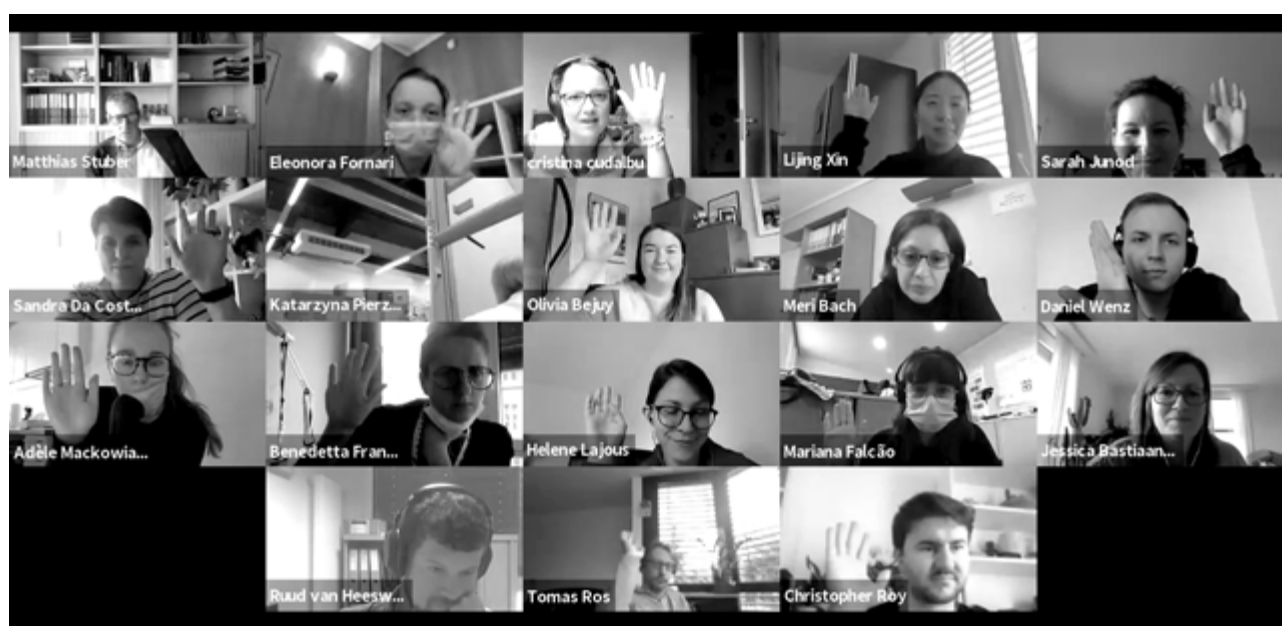 Matthias Stuber
Eleonora Fornari
cristina cudalbu
Lijing Xin
Sarah Junod
Sandra Da Cost...
Katarzyna Pierz...
Olivia Bejuy
Meri Bach
Daniel Wenz
Adèle Mackowia...
Benedetta Fran...
Helene Lajous
Mariana Falcão
Jessica Bastiaan...
Ruud van Heesw...
Tomas Ros
Christopher Roy